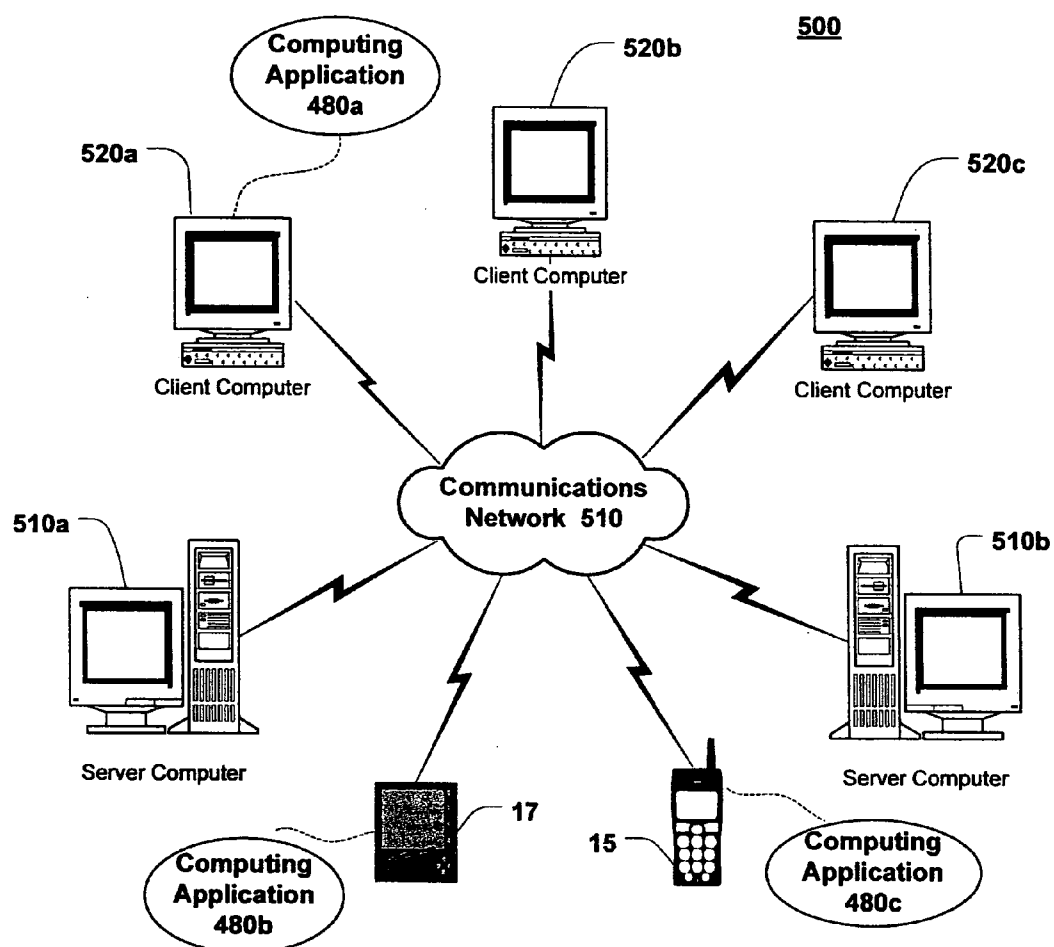 500
Computing
Application
480a
520b
520a
520c
Client Computer
Client Computer
Client Computer
Communications
Network 510
510a
510b
Server Computer
Server Computer
17
15
Computing
Application
480b
Computing
Application
480c